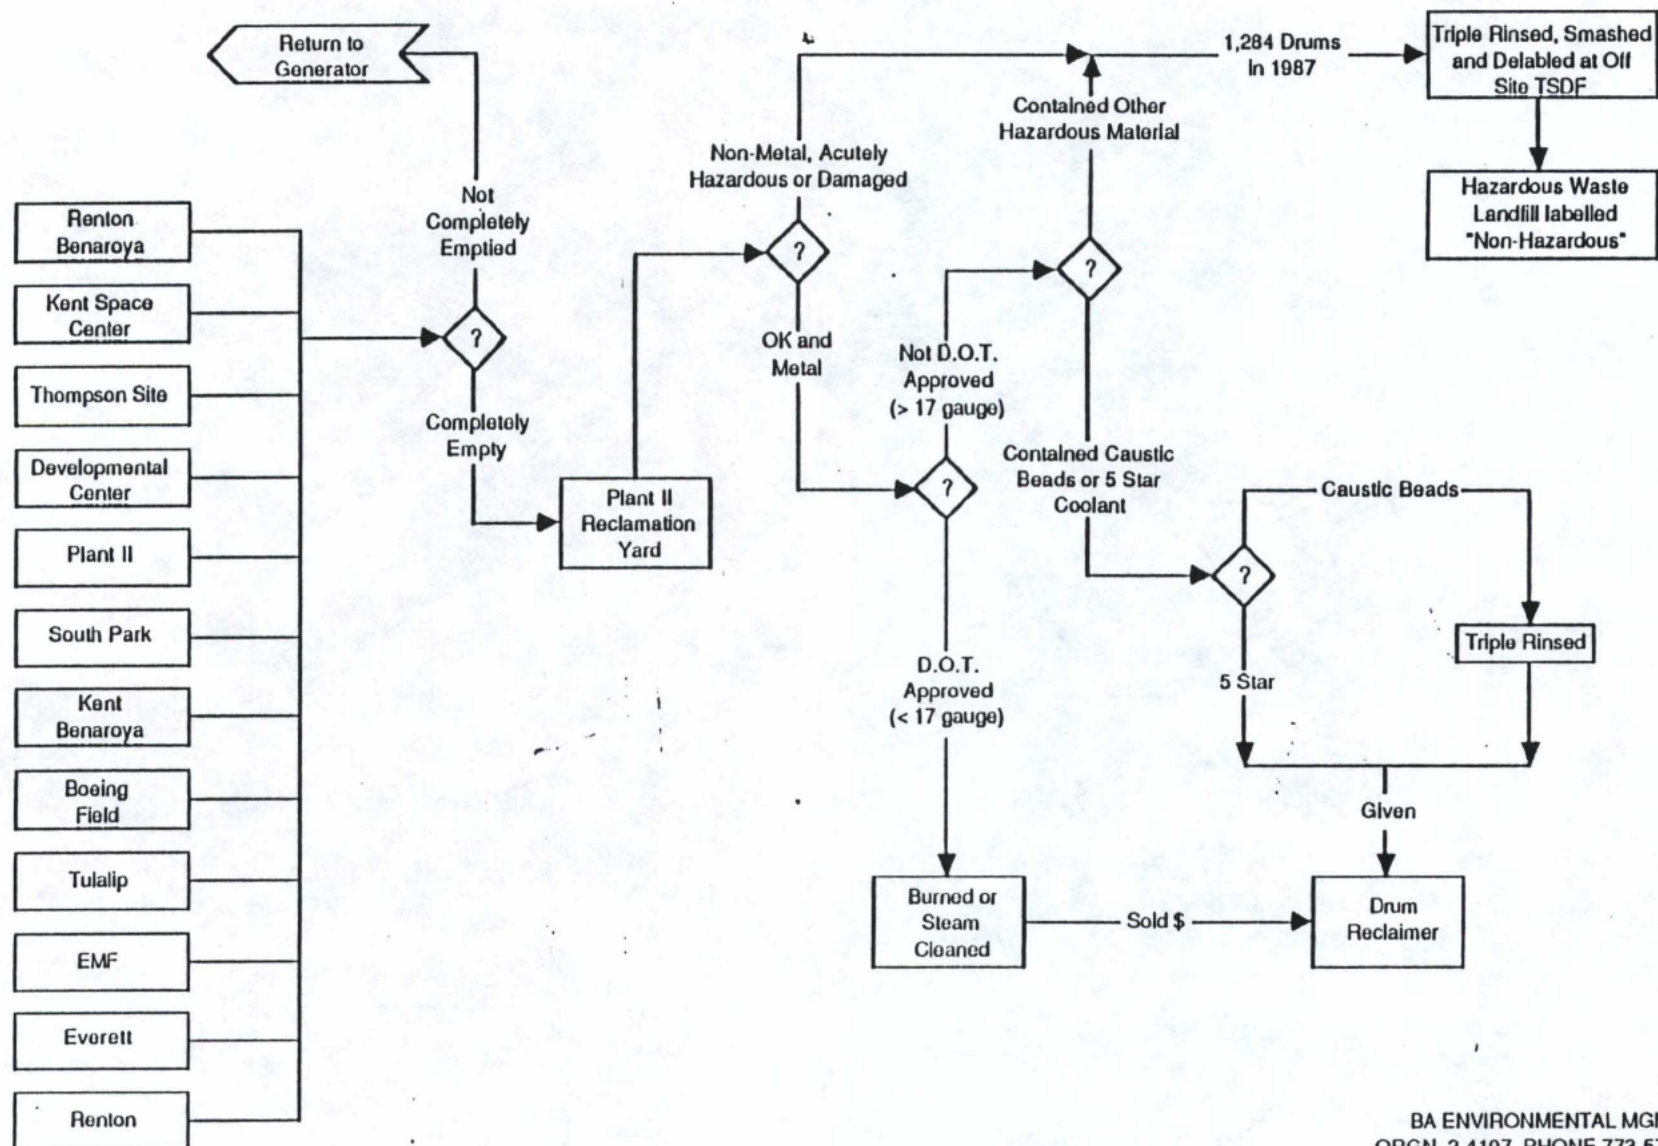 Return to
Generator
Not
Completely
Emptied
?
Completely
Empty
Renton
Benaroya
Kent Space
Center
Thompson Site
Developmental
Center
Plant II
South Park
Kent
Benaroya
Boeing
Field
Tulalip
EMF
Everett
Renton
Plant II
Reclamation
Yard
Non-Metal, Acutely
Hazardous or Damaged
?
OK and
Metal
Not D.O.T.
Approved
(> 17 gauge)
?
D.O.T.
Approved
(< 17 gauge)
Burned or
Steam
Cleaned
Sold $
Contained Other
Hazardous Material
?
Contained Caustic
Beads or 5 Star
Coolant
1,284 Drums
In 1987
Triple Rinsed, Smashed
and Delabled at Off
Site TSDF
Hazardous Waste
Landfill labelled
"Non-Hazardous"
Caustic Beads
?
5 Star
Triple Rinsed
Given
Drum
Reclaimer
BA ENVIRONMENTAL